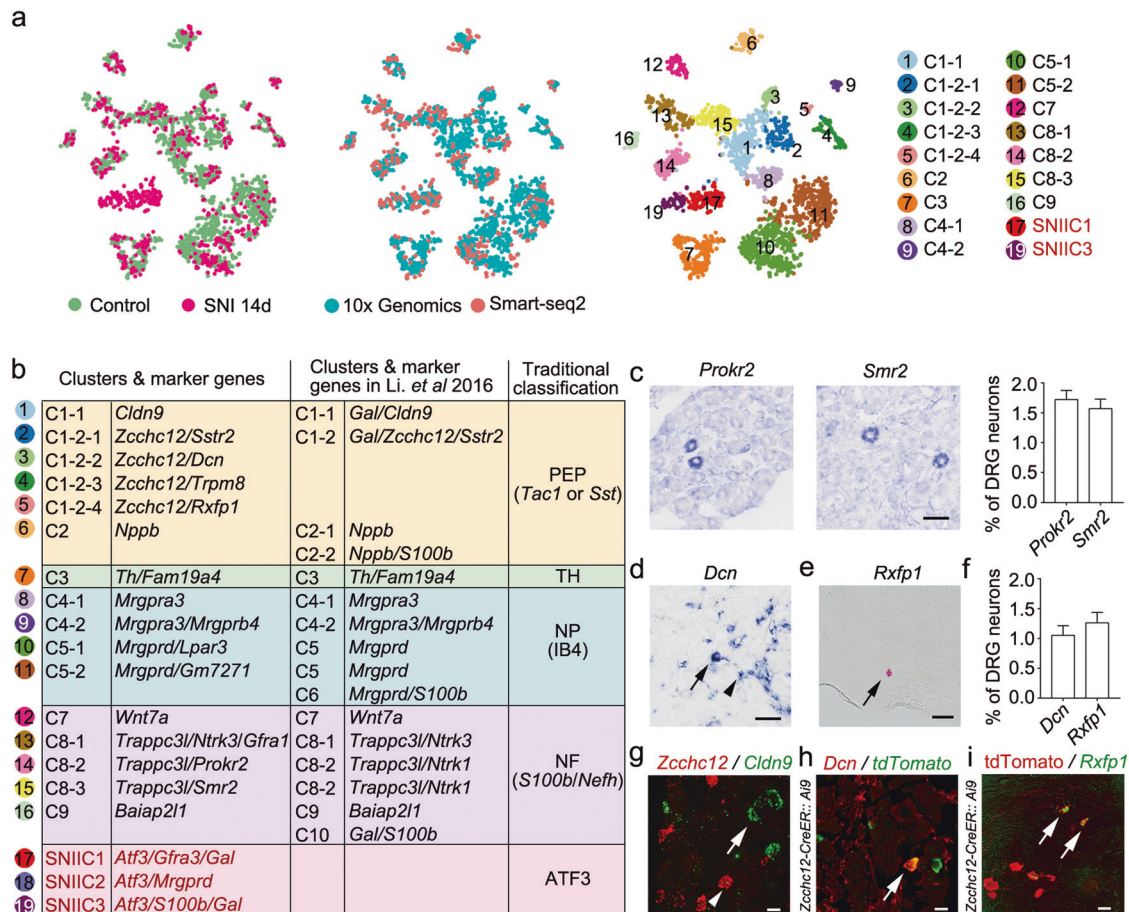 a
6
12
9
3
13
15
5
4
16
1
2
14
8
19
17
11
7
10
1 C1-1
2 C1-2-1
3 C1-2-2
4 C1-2-3
5 C1-2-4
6 C2
7 C3
8 C4-1
9 C4-2
10 C5-1
11 C5-2
12 C7
13 C8-1
14 C8-2
15 C8-3
16 C9
17 SNIIC1
19 SNIIC3
Control SNI 14d
10x Genomics Smart-seq2
b
Clusters & marker genes
Clusters & marker
genes in Li. et al 2016
Traditional
classification
1 C1-1 Cldn9 C1-1 Gal/Cldn9
2 C1-2-1 Zcchc12/Sstr2 C1-2 Gal/Zcchc12/Sstr2
3 C1-2-2 Zcchc12/Dcn
4 C1-2-3 Zcchc12/Trpm8
5 C1-2-4 Zcchc12/Rxfp1
PEP
(Tac1 or Sst)
6 C2 Nppb C2-1 Nppb
C2-2 Nppb/S100b
7 C3 Th/Fam19a4 C3 Th/Fam19a4 TH
8 C4-1 Mrgpra3 C4-1 Mrgpra3
9 C4-2 Mrgpra3/Mrgprb4 C4-2 Mrgpra3/Mrgprb4
10 C5-1 Mrgprd/Lpar3 C5 Mrgprd
11 C5-2 Mrgprd/Gm7271 C5 Mrgprd
C6 Mrgprd/S100b
NP
(IB4)
12 C7 Wnt7a C7 Wnt7a
13 C8-1 Trappc3l/Ntrk3/Gfra1 C8-1 Trappc3l/Ntrk3
14 C8-2 Trappc3l/Prokr2 C8-2 Trappc3l/Ntrk1
15 C8-3 Trappc3l/Smr2 C8-2 Trappc3l/Ntrk1
16 C9 Baiap2l1 C9 Baiap2l1
C10 Gal/S100b
NF
(S100b/Nefh)
17 SNIIC1 Atf3/Gfra3/Gal
18 SNIIC2 Atf3/Mrgprd
19 SNIIC3 Atf3/S100b/Gal
ATF3
c
Prokr2
Smr2
% of DRG neurons
2.0
1.5
1.0
0.5
0.0
Prokr2
Smr2
d
Dcn
e
Rxfp1
f
% of DRG neurons
2.0
1.5
1.0
0.5
0.0
Dcn
Rxfp1
g
Zcchc12 / Cldn9
h
Dcn / tdTomato
Zcchc12-CreER:: Ai9
i
tdTomato / Rxfp1
Zcchc12-CreER:: Ai9